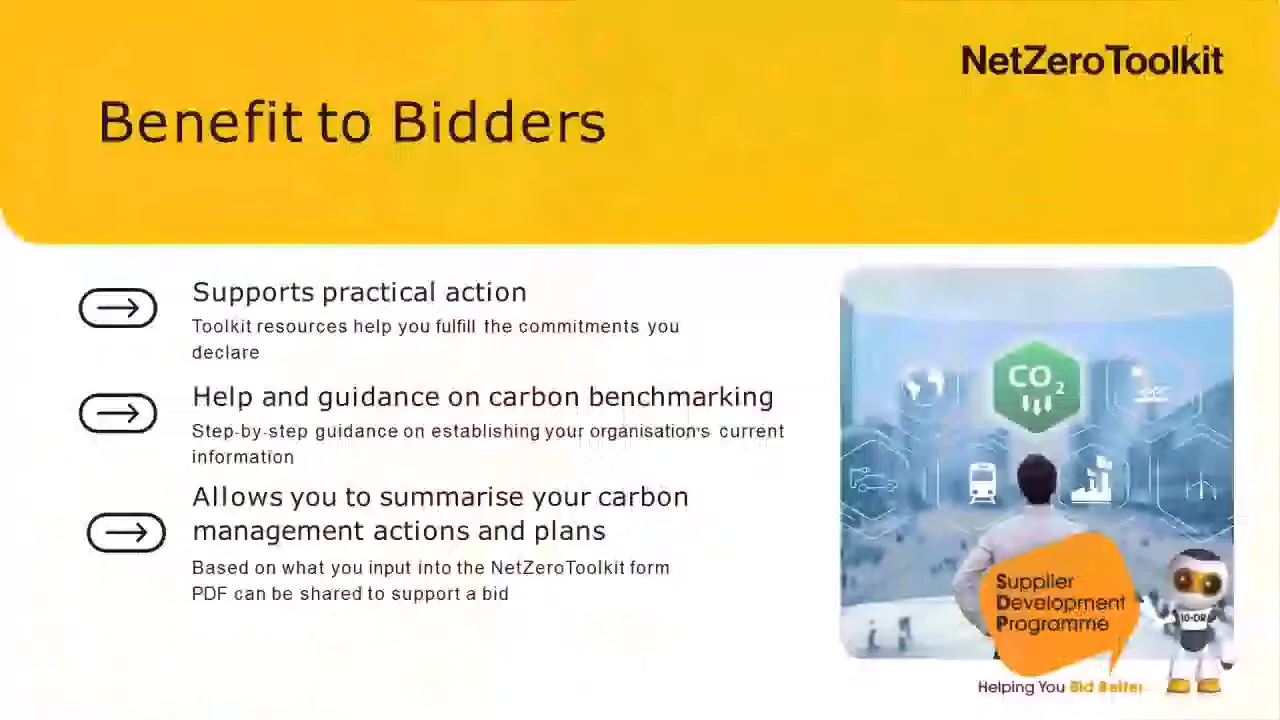 NetZeroToolkit
Benefit to Bidders
Supports practical action
Toolkit resources help you fulfill the commitments you
declare
Help and guidance on carbon benchmarking
Step-by-step guidance on establishing your organisation's current
information
Allows you to summarise your carbon
management actions and plans
Based on what you input into the NetZeroToolkit form
PDF can be shared to support a bid
CO2
Supplier
Development
Programme
Helping You Bid Better